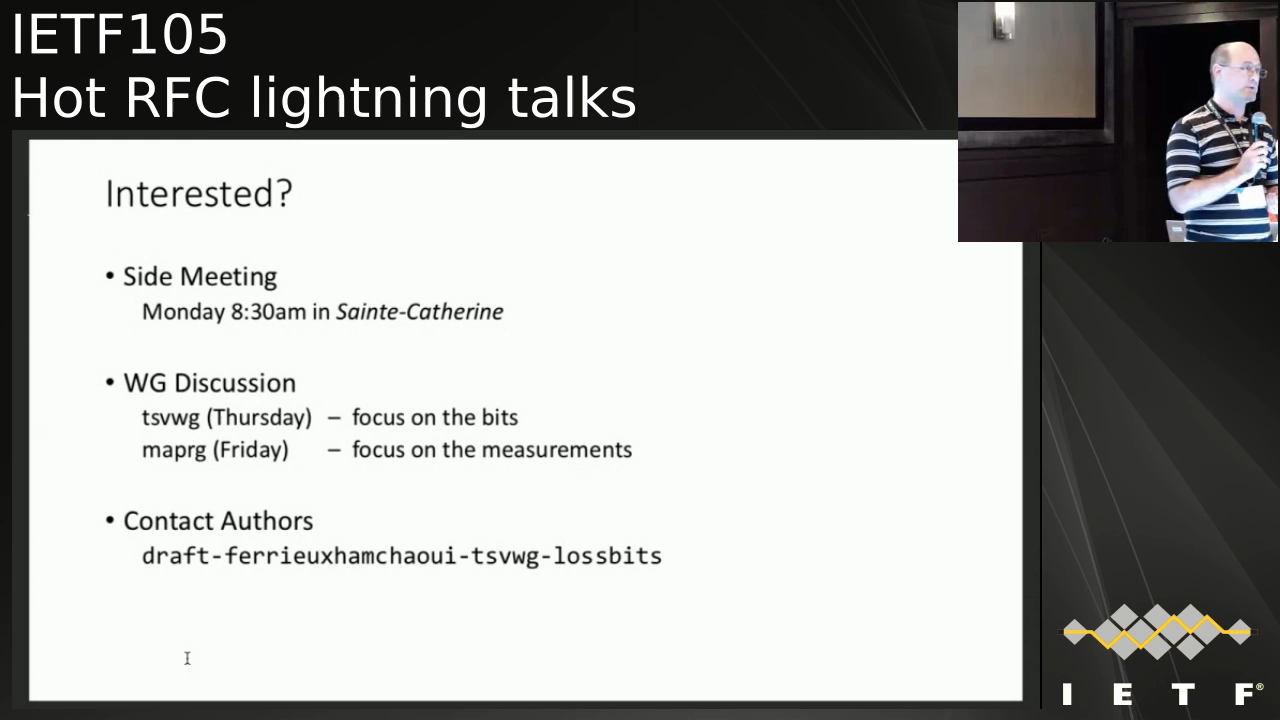 IETF105
Hot RFC lightning talks
Interested?
• Side Meeting
Monday 8:30am in Sainte-Catherine
• WG Discussion
tsvwg (Thursday) – focus on the bits
maprg (Friday) – focus on the measurements
• Contact Authors
draft-ferrieuxhamchaoui-tsvwg-lossbits
I E T F®